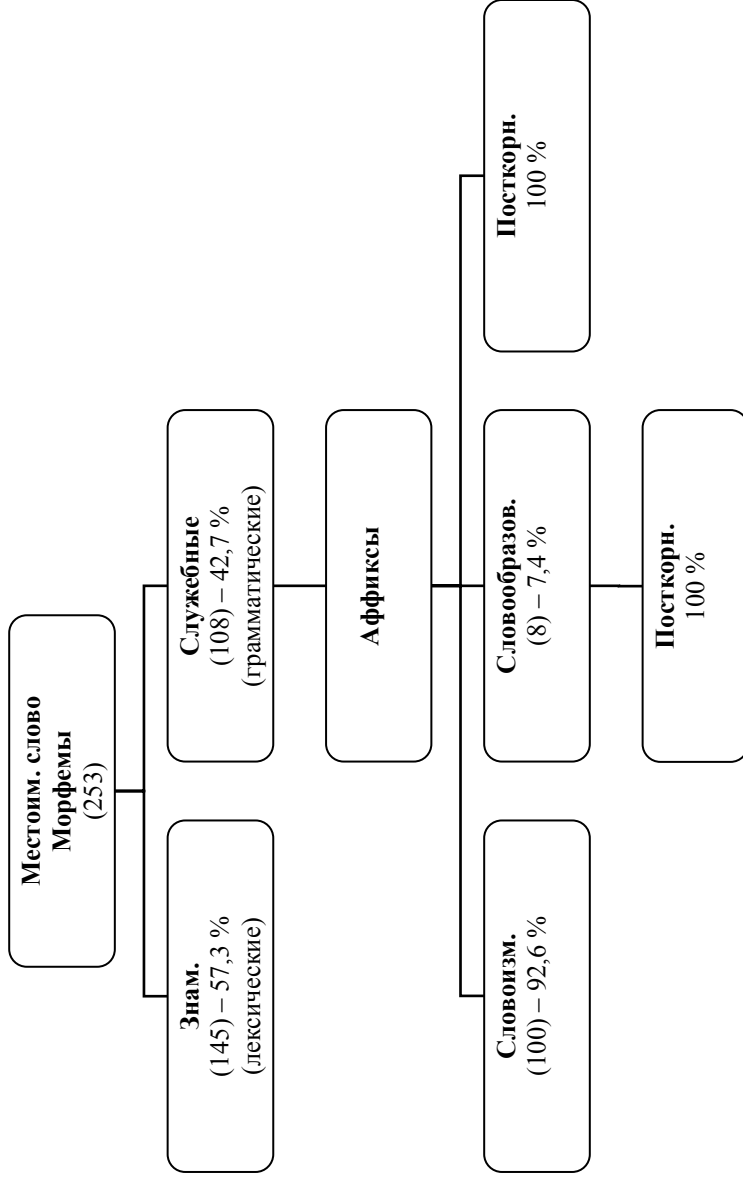 Местоим. слово
Морфемы
(253)
Знам.
(145) – 57,3 %
(лексические)
Служебные
(108) – 42,7 %
(грамматические)
Аффиксы
Словоизм.
(100) – 92,6 %
Словообразов.
(8) – 7,4 %
Посткорн.
100 %
Посткорн.
100 %